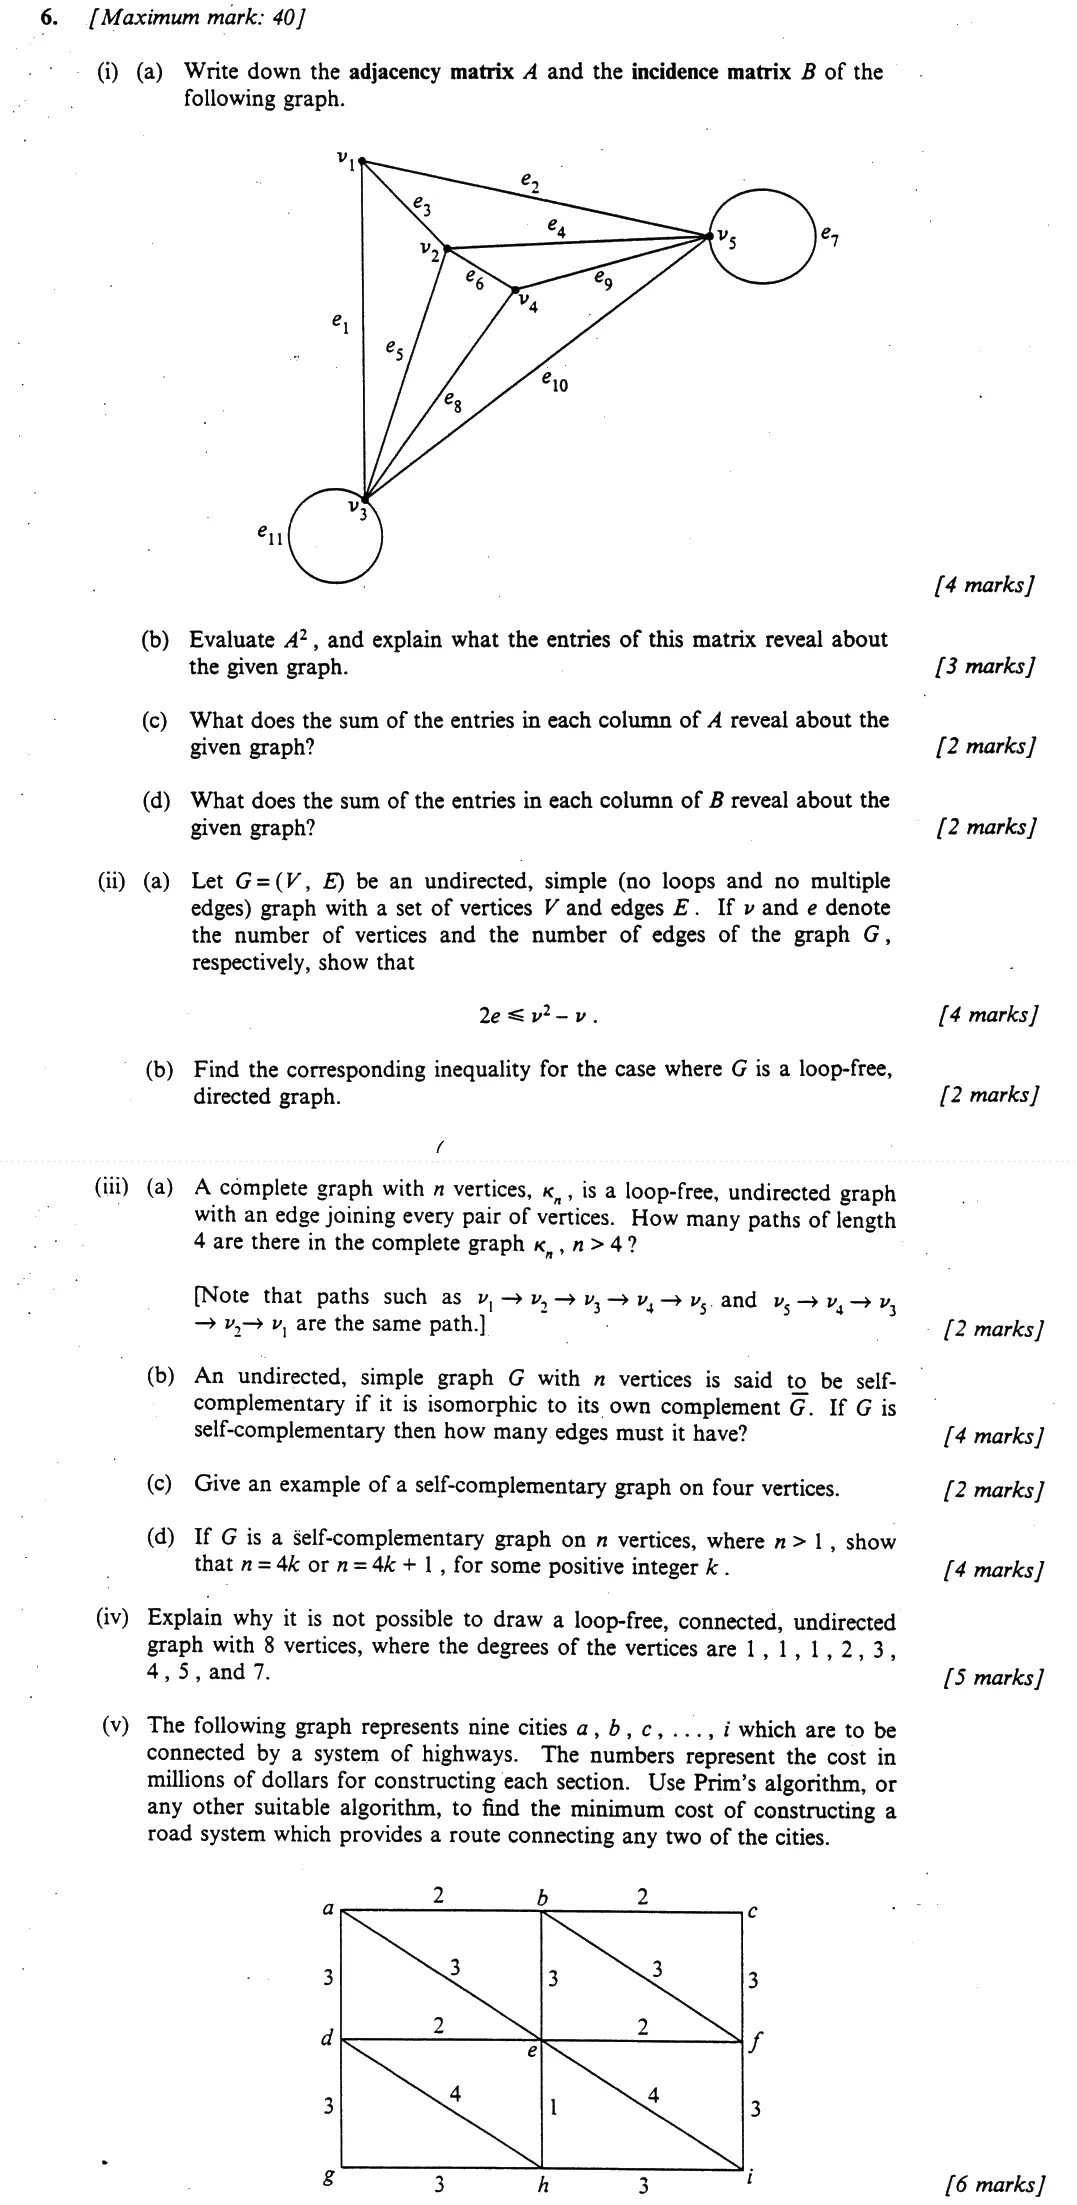 6. [Maximum mark: 40]
(i) (a) Write down the adjacency matrix A and the incidence matrix B of the
following graph.
v₁
e₂
e₃
e₄
v₅
e₇
v₂
e₆
e₉
v₄
e₁
e₅
e₁₀
e₈
v₃
e₁₁
[4 marks]
(b) Evaluate A², and explain what the entries of this matrix reveal about
the given graph. [3 marks]
(c) What does the sum of the entries in each column of A reveal about the
given graph? [2 marks]
(d) What does the sum of the entries in each column of B reveal about the
given graph? [2 marks]
(ii) (a) Let G=(V, E) be an undirected, simple (no loops and no multiple
edges) graph with a set of vertices V and edges E. If v and e denote
the number of vertices and the number of edges of the graph G,
respectively, show that
2e ⩽ v² − v. [4 marks]
(b) Find the corresponding inequality for the case where G is a loop-free,
directed graph. [2 marks]
(iii) (a) A complete graph with n vertices, κₙ, is a loop-free, undirected graph
with an edge joining every pair of vertices. How many paths of length
4 are there in the complete graph κₙ, n > 4?
[Note that paths such as v₁ → v₂ → v₃ → v₄ → v₅ and v₅ → v₄ → v₃
→ v₂ → v₁ are the same path.] [2 marks]
(b) An undirected, simple graph G with n vertices is said to be self-
complementary if it is isomorphic to its own complement G̅. If G is
self-complementary then how many edges must it have? [4 marks]
(c) Give an example of a self-complementary graph on four vertices. [2 marks]
(d) If G is a self-complementary graph on n vertices, where n > 1, show
that n = 4k or n = 4k + 1, for some positive integer k. [4 marks]
(iv) Explain why it is not possible to draw a loop-free, connected, undirected
graph with 8 vertices, where the degrees of the vertices are 1, 1, 1, 2, 3,
4, 5, and 7. [5 marks]
(v) The following graph represents nine cities a, b, c, ..., i which are to be
connected by a system of highways. The numbers represent the cost in
millions of dollars for constructing each section. Use Prim's algorithm, or
any other suitable algorithm, to find the minimum cost of constructing a
road system which provides a route connecting any two of the cities.
a 2 b 2 c
3 3 3 3 3
d 2 e 2 f
3 4 1 4 3
g 3 h 3 i
[6 marks]